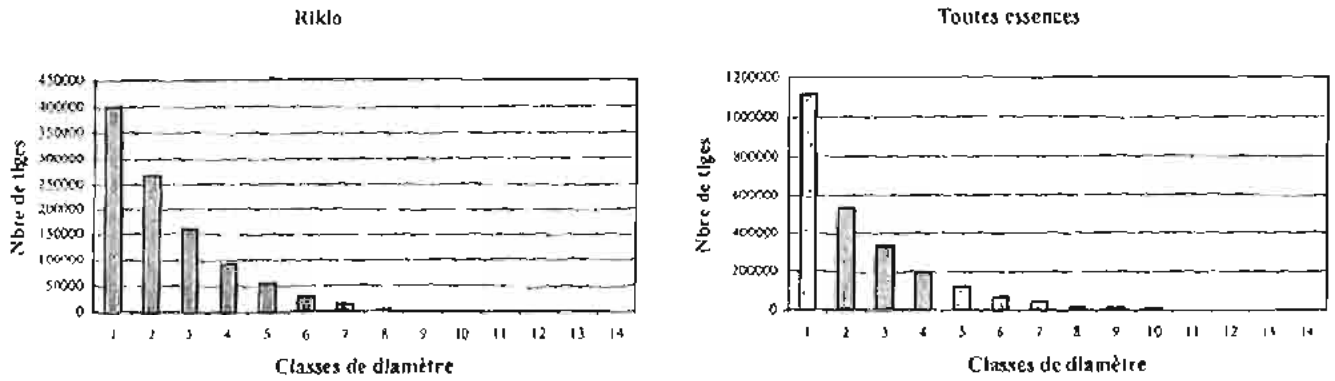 Riklo
Nbre de tiges
450000
400000
350000
300000
250000
200000
150000
100000
50000
0
1 2 3 4 5 6 7 8 9 10 11 12 13 14
Classes de diamètre
Toutes essences
Nbre de tiges
1200000
1000000
800000
600000
400000
200000
0
1 2 3 4 5 6 7 8 9 10 11 12 13 14
Classes de diamètre